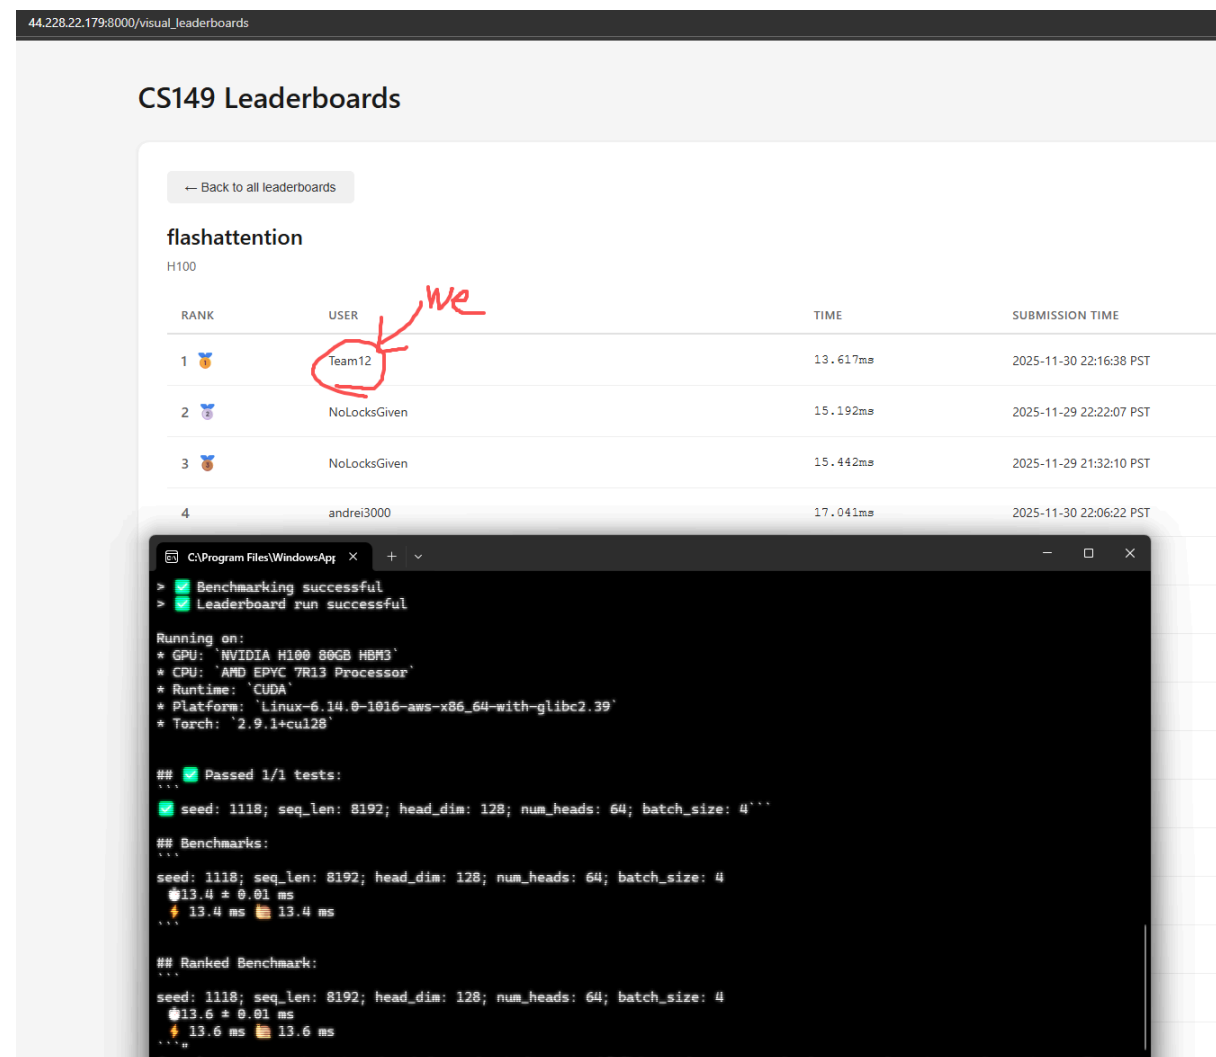 44.228.22.179:8000/visual_leaderboards
CS149 Leaderboards
← Back to all leaderboards
flashattention
H100
We
RANK USER TIME SUBMISSION TIME
1 Team12 13.617ms 2025-11-30 22:16:38 PST
2 NoLocksGiven 15.192ms 2025-11-29 22:22:07 PST
3 NoLocksGiven 15.442ms 2025-11-29 21:32:10 PST
4 andrei3000 17.041ms 2025-11-30 22:06:22 PST
C:\Program Files\WindowsApp
> ✅ Benchmarking successful
> ✅ Leaderboard run successful
Running on:
* GPU: `NVIDIA H100 80GB HBM3`
* CPU: `AMD EPYC 7R13 Processor`
* Runtime: `CUDA`
* Platform: `Linux-6.14.0-1016-aws-x86_64-with-glibc2.39`
* Torch: `2.9.1+cu128`
## ✅ Passed 1/1 tests:
```
✅ seed: 1118; seq_len: 8192; head_dim: 128; num_heads: 64; batch_size: 4```
## Benchmarks:
```
seed: 1118; seq_len: 8192; head_dim: 128; num_heads: 64; batch_size: 4
⏱13.4 ± 0.01 ms
⚡ 13.4 ms 🐌 13.4 ms
```
## Ranked Benchmark:
```
seed: 1118; seq_len: 8192; head_dim: 128; num_heads: 64; batch_size: 4
⏱13.6 ± 0.01 ms
⚡ 13.6 ms 🐌 13.6 ms
```"